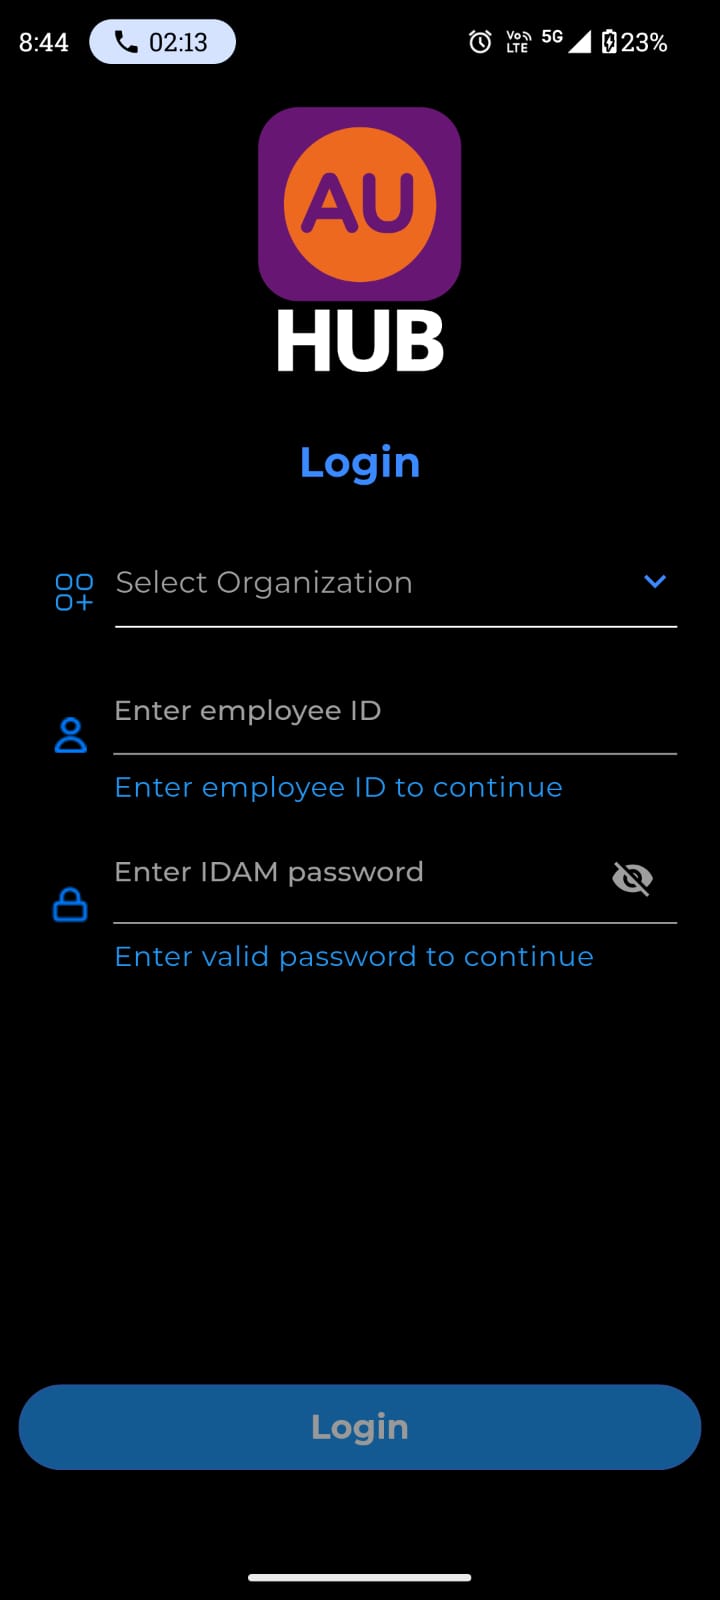 8:44 02:13 Vo LTE 5G 23%
AU
HUB
Login
Select Organization
Enter employee ID
Enter employee ID to continue
Enter IDAM password
Enter valid password to continue
Login